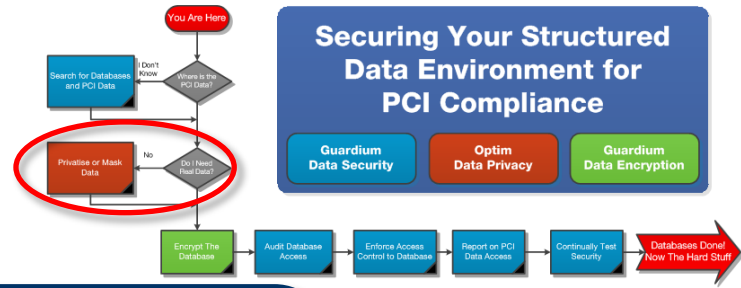 You Are Here
Securing Your Structured
Data Environment for
PCI Compliance
I Don't
Know
Search for Databases
and PCI Data
Where is the
PCI Data?
Guardium
Data Security
Optim
Data Privacy
Guardium
Data Encryption
No
Privatise or Mask
Data
Do I Need
Real Data?
Encrypt The
Database
Audit Database
Access
Enforce Access
Control to Database
Report on PCI
Data Access
Continually Test
Security
Databases Done!
Now The Hard Stuff